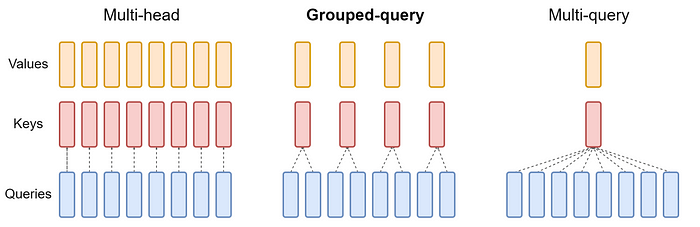 Multi-head
Grouped-query
Multi-query
Values
Keys
Queries